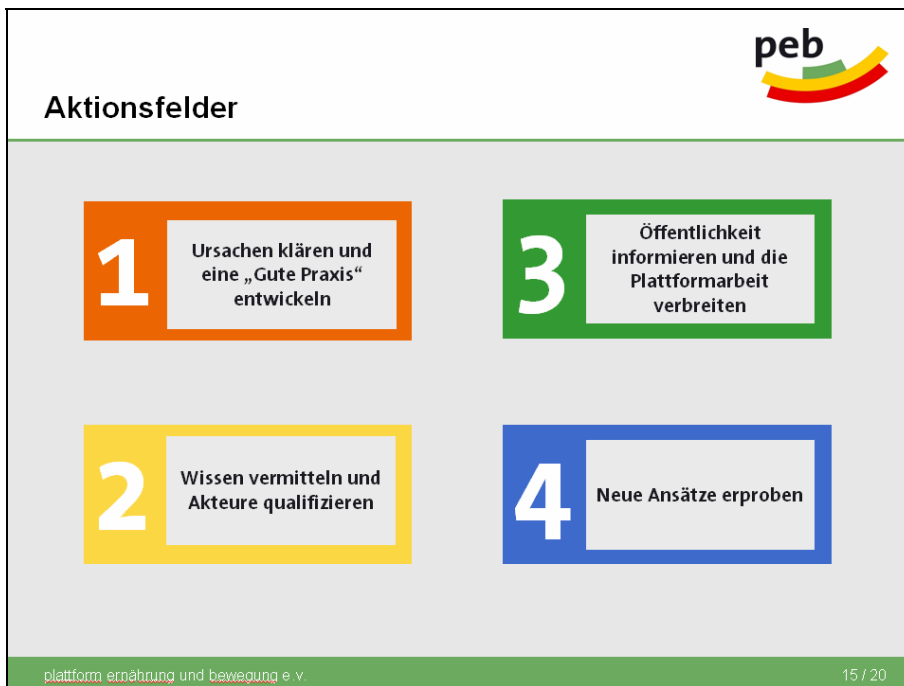 peb
Aktionsfelder
1
Ursachen klären und
eine „Gute Praxis“
entwickeln
2
Wissen vermitteln und
Akteure qualifizieren
3
Öffentlichkeit
informieren und die
Plattformarbeit
verbreiten
4
Neue Ansätze erproben
plattform ernährung und bewegung e.v.
15 / 20